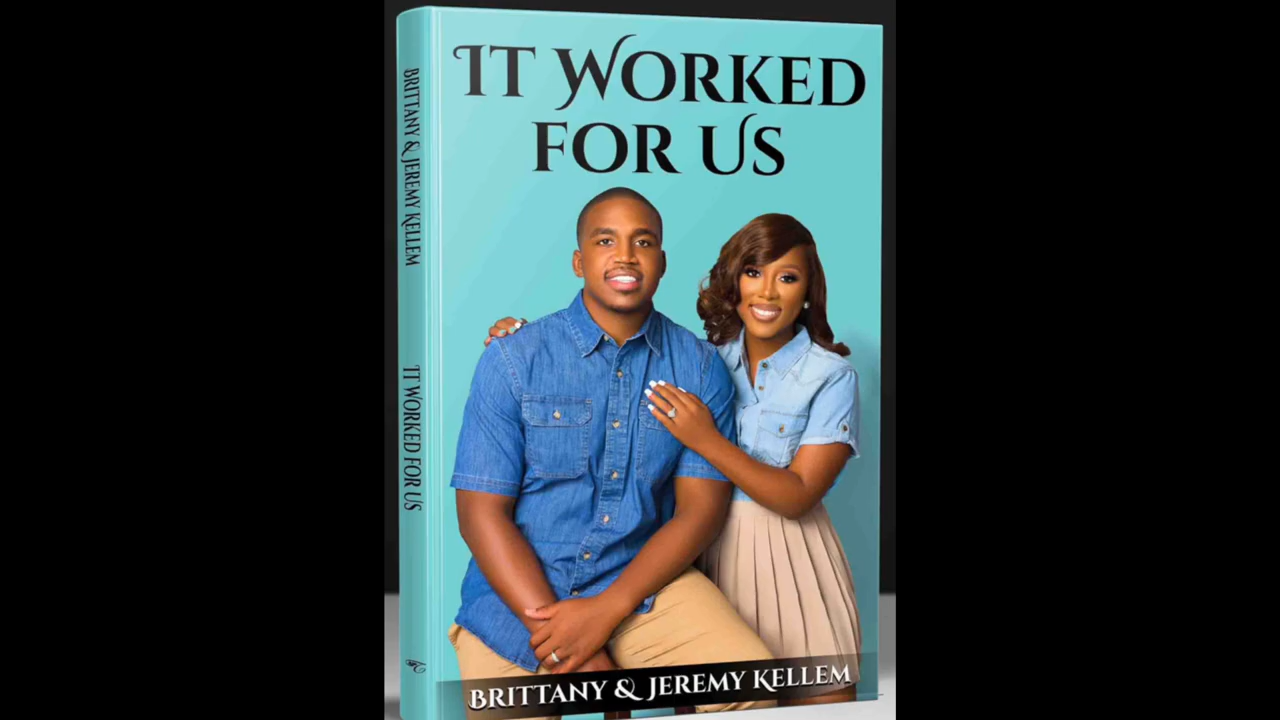 IT WORKED
FOR US
BRITTANY & JEREMY KELLEM
BRITTANY & JEREMY KELLEM
IT WORKED FOR US